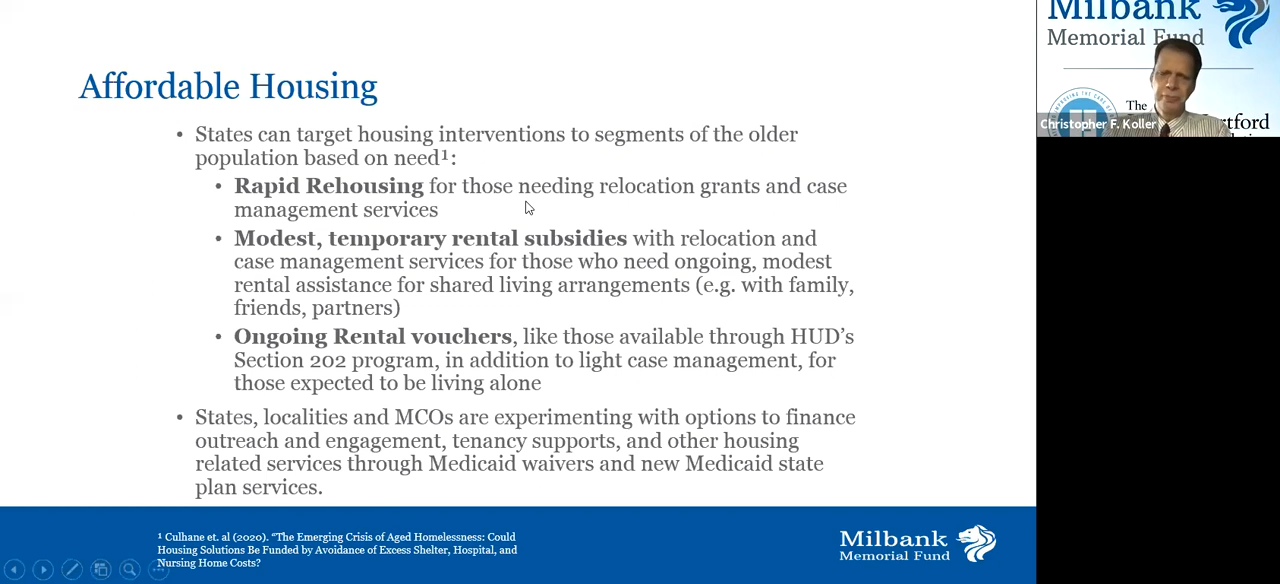 Affordable Housing
• States can target housing interventions to segments of the older
population based on need¹:
• Rapid Rehousing for those needing relocation grants and case
management services
• Modest, temporary rental subsidies with relocation and
case management services for those who need ongoing, modest
rental assistance for shared living arrangements (e.g. with family,
friends, partners)
• Ongoing Rental vouchers, like those available through HUD's
Section 202 program, in addition to light case management, for
those expected to be living alone
• States, localities and MCOs are experimenting with options to finance
outreach and engagement, tenancy supports, and other housing
related services through Medicaid waivers and new Medicaid state
plan services.
¹ Culhane et. al (2020). "The Emerging Crisis of Aged Homelessness: Could
Housing Solutions Be Funded by Avoidance of Excess Shelter, Hospital, and
Nursing Home Costs?
Milbank
Memorial Fund
Milbank
Memorial Fund
The
Christopher F. Koller